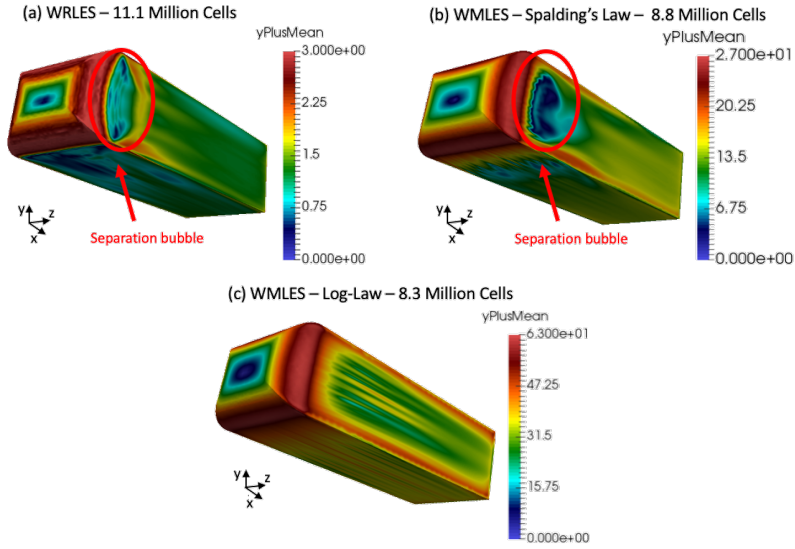 (a) WRLES – 11.1 Million Cells
yPlusMean
3.000e+00
2.25
1.5
0.75
0.000e+00
y
z
x
Separation bubble
(b) WMLES – Spalding's Law – 8.8 Million Cells
yPlusMean
2.700e+01
20.25
13.5
6.75
0.000e+00
y
z
x
Separation bubble
(c) WMLES – Log-Law – 8.3 Million Cells
yPlusMean
6.300e+01
47.25
31.5
15.75
0.000e+00
y
z
x